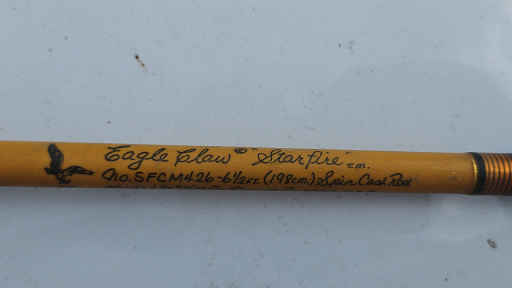 Eagle Claw® "Starfire" T.M.
No. SFCM426-6½FT. (198cm) Spin Cast Rod